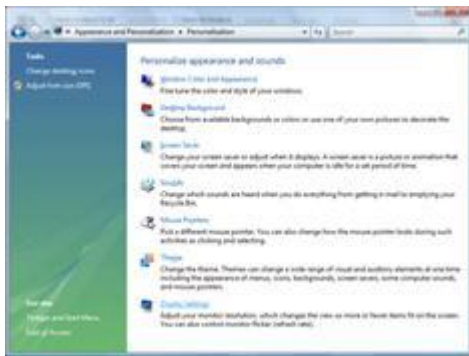 Appearance and Personalization ▸ Personalization
Tasks
Change desktop icons
Adjust font size (DPI)
Personalize appearance and sounds
Window Color and Appearance
Fine tune the color and style of your windows.
Desktop Background
Choose from available backgrounds or colors or use one of your own pictures to decorate the
desktop.
Screen Saver
Change your screen saver or adjust when it displays. A screen saver is a picture or animation that
covers your screen and appears when your computer is idle for a set period of time.
Sounds
Change which sounds are heard when you do everything from getting e-mail to emptying your
Recycle Bin.
Mouse Pointers
Pick a different mouse pointer. You can also change how the mouse pointer looks during such
activities as clicking and selecting.
Theme
Change the theme. Themes can change a wide range of visual and auditory elements at one time
including the appearance of menus, icons, backgrounds, screen savers, some computer sounds,
and mouse pointers.
Display Settings
Adjust your monitor resolution, which changes the view so more or fewer items fit on the screen.
You can also control monitor flicker (refresh rate).
See also
Taskbar and Start Menu
Ease of Access